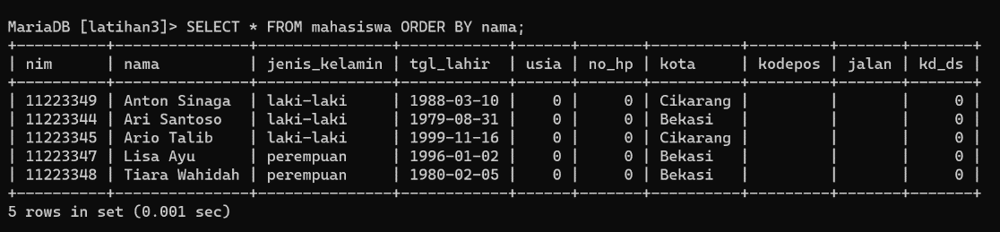 MariaDB [latihan3]> SELECT * FROM mahasiswa ORDER BY nama;
+----------+---------------+---------------+------------+------+-------+----------+---------+-------+-------+
| nim      | nama          | jenis_kelamin | tgl_lahir  | usia | no_hp | kota     | kodepos | jalan | kd_ds |
+----------+---------------+---------------+------------+------+-------+----------+---------+-------+-------+
| 11223349 | Anton Sinaga  | laki-laki     | 1988-03-10 |    0 |     0 | Cikarang |         |       |     0 |
| 11223344 | Ari Santoso   | laki-laki     | 1979-08-31 |    0 |     0 | Bekasi   |         |       |     0 |
| 11223345 | Ario Talib    | laki-laki     | 1999-11-16 |    0 |     0 | Cikarang |         |       |     0 |
| 11223347 | Lisa Ayu      | perempuan     | 1996-01-02 |    0 |     0 | Bekasi   |         |       |     0 |
| 11223348 | Tiara Wahidah | perempuan     | 1980-02-05 |    0 |     0 | Bekasi   |         |       |     0 |
+----------+---------------+---------------+------------+------+-------+----------+---------+-------+-------+
5 rows in set (0.001 sec)